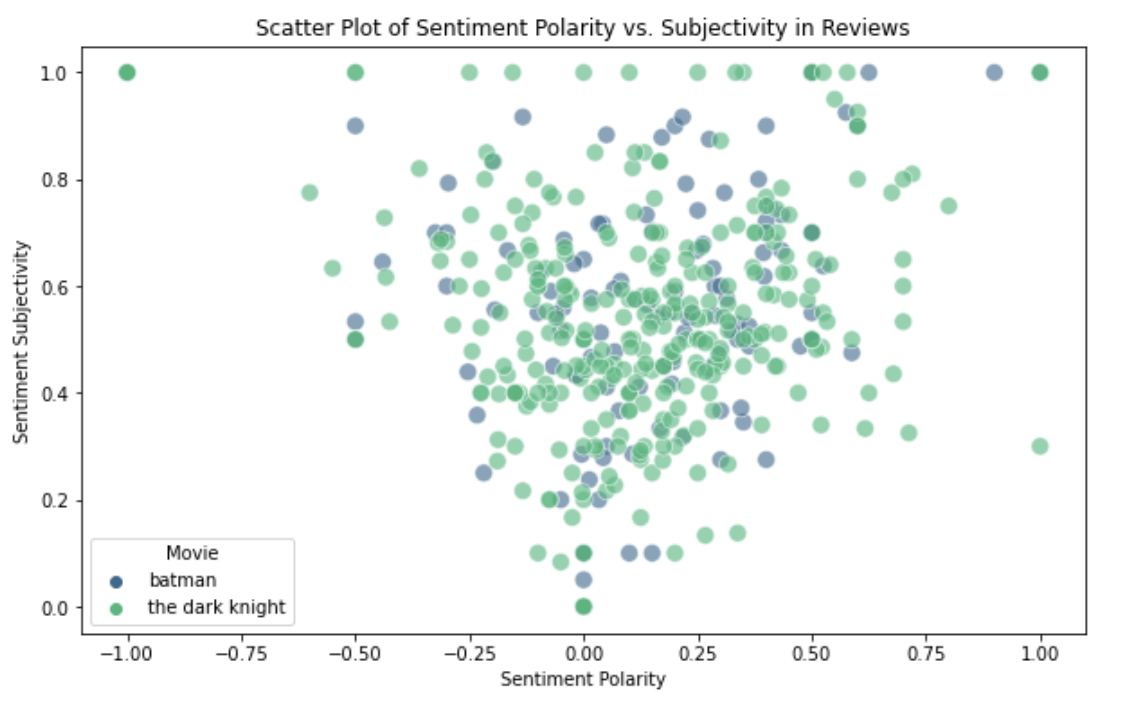 Scatter Plot of Sentiment Polarity vs. Subjectivity in Reviews
1.0
0.8
0.6
0.4
0.2
0.0
Sentiment Subjectivity
Movie
batman
the dark knight
−1.00 −0.75 −0.50 −0.25 0.00 0.25 0.50 0.75 1.00
Sentiment Polarity